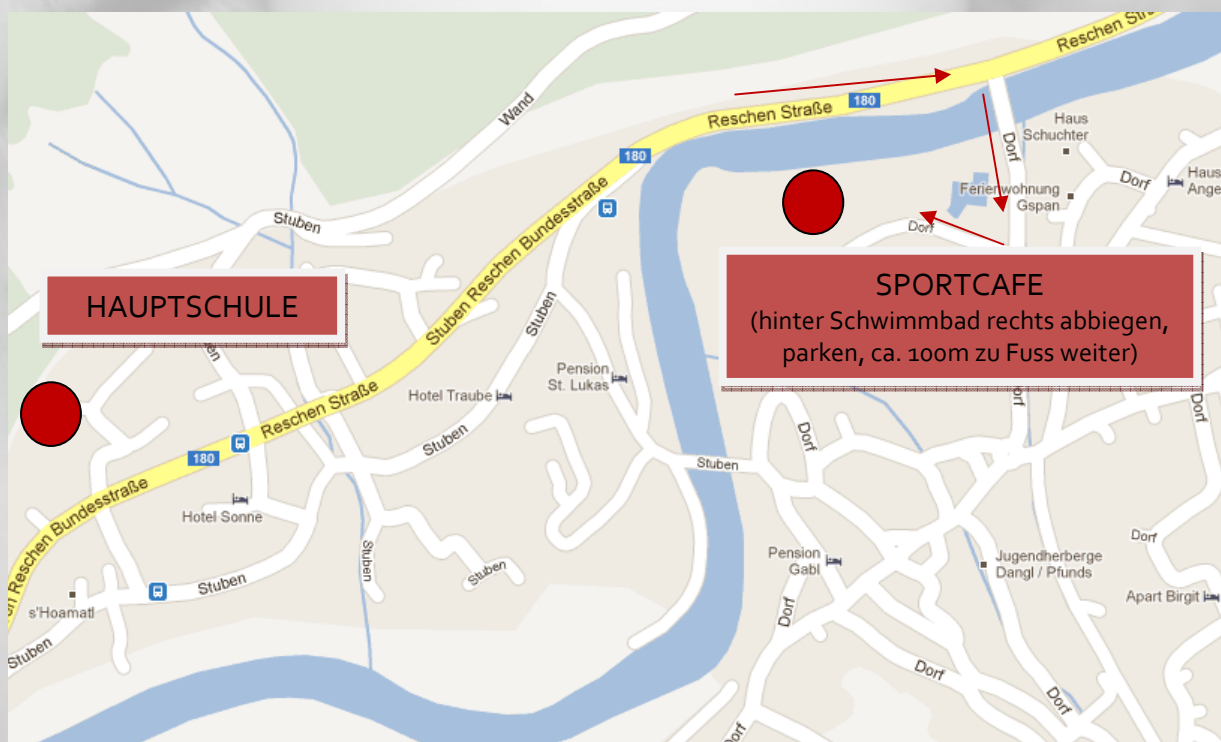 Reschen Str
Wand
Reschen Straße
180
180
Haus
Schuchter
Dorf
Dorf
Haus
Ange
Ferienwohnung
Gspan
Dorf
Stuben
Stuben Reschen Bundesstraße
HAUPTSCHULE
SPORTCAFE
(hinter Schwimmbad rechts abbiegen,
parken, ca. 100m zu Fuss weiter)
Stuben
Pension
St. Lukas
Hotel Traube
Reschen Straße
180
Stuben
Stuben
Dorf
Dorf
Reschen Bundesstraße
Hotel Sonne
Stuben
Stuben
Stuben
s'Hoamatl
Stuben
Pension
Gabl
Jugendherberge
Dangl / Pfunds
Dorf
Apart Birgit
Dorf
Dorf
Dorf
Dorf